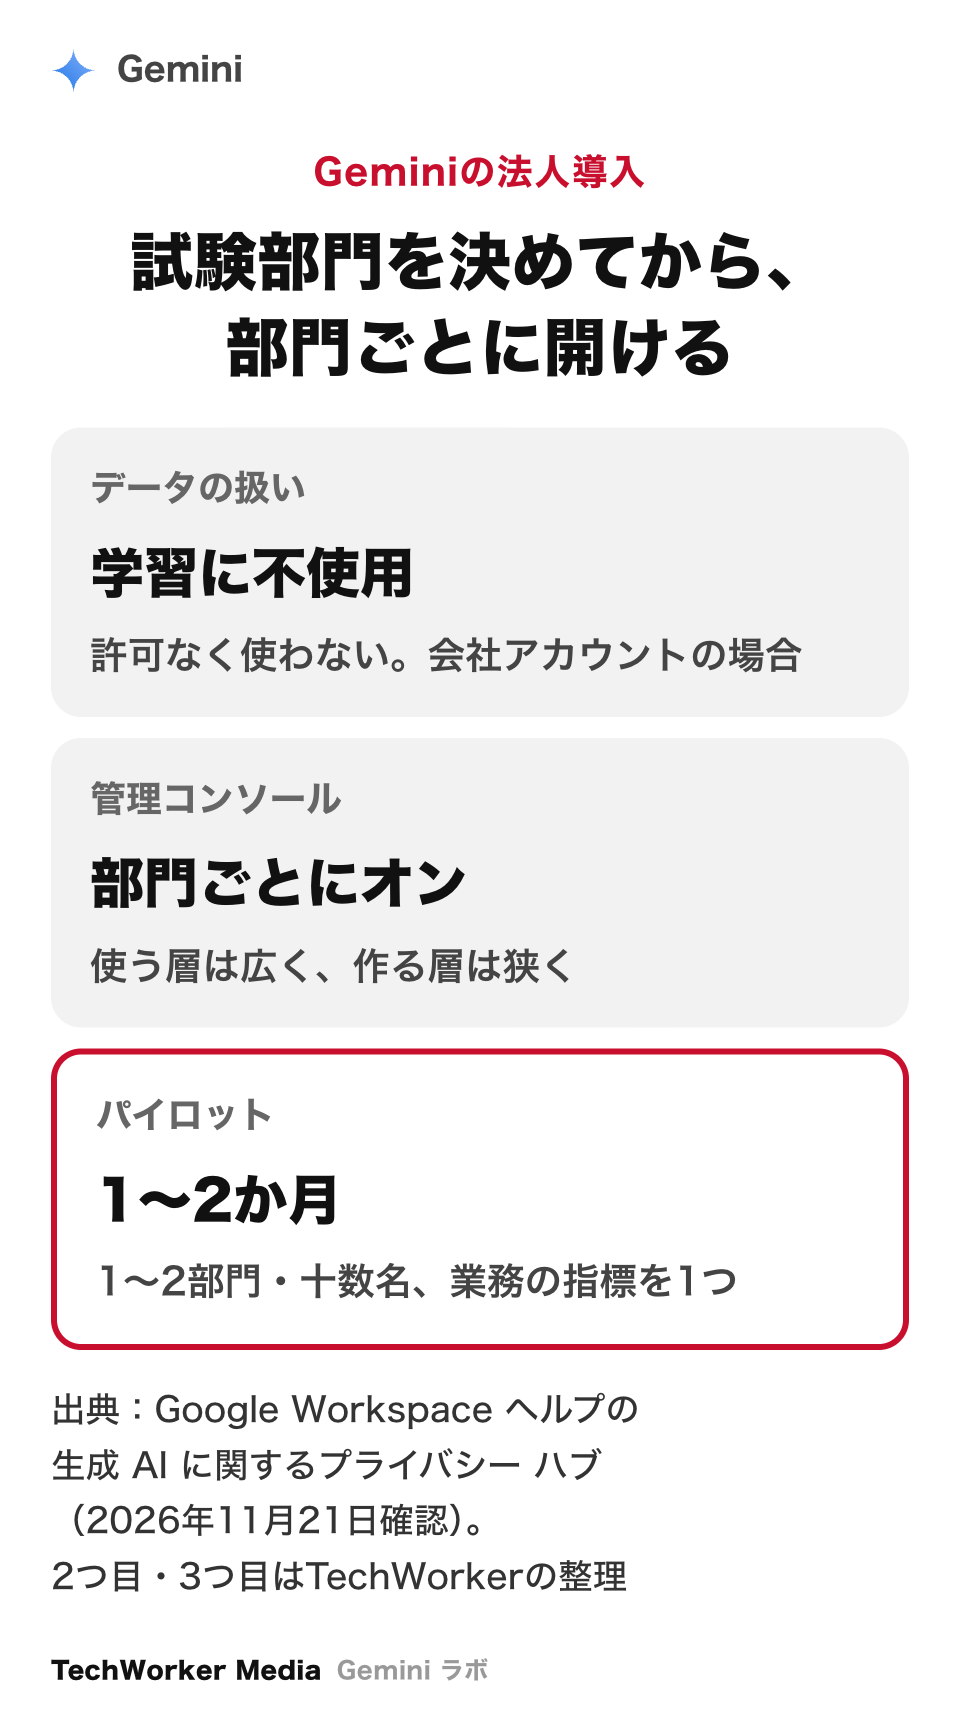 Gemini
Geminiの法人導入
試験部門を決めてから、
部門ごとに開ける
データの扱い
学習に不使用
許可なく使わない。会社アカウントの場合
管理コンソール
部門ごとにオン
使う層は広く、作る層は狭く
パイロット
1〜2か月
1〜2部門・十数名、業務の指標を1つ
出典：Google Workspace ヘルプの
生成 AI に関するプライバシー ハブ
（2026年11月21日確認）。
2つ目・3つ目はTechWorkerの整理
TechWorker Media Gemini ラボ